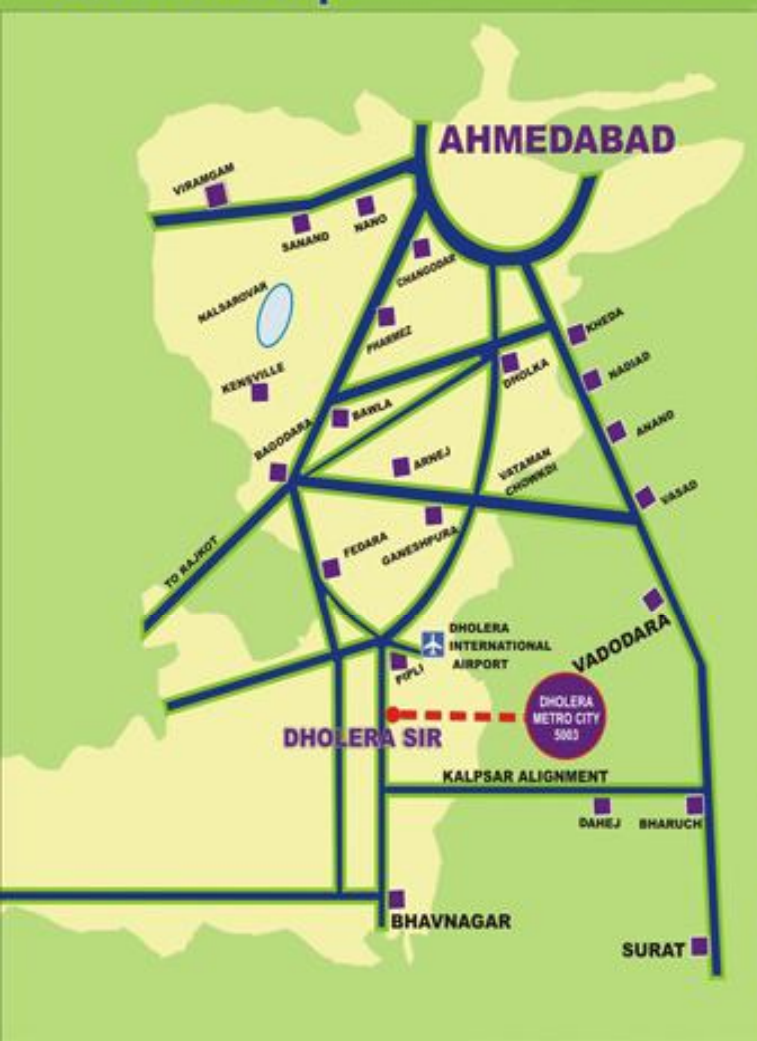 AHMEDABAD
VIRAMGAM
SANAND
NANO
CHANGODAR
NALSAROVAR
PHARMEZ
KHEDA
DHOLKA
NADIAD
KENSVILLE
BAWLA
ANAND
BAGODARA
ARNEJ
VATAMAN
CHOWKDI
VASAD
FEDARA
GANESHPURA
TO RAJKOT
DHOLERA
INTERNATIONAL
AIRPORT
VADODARA
PIPLI
DHOLERA
METRO CITY
5003
DHOLERA SIR
KALPSAR ALIGNMENT
DAHEJ
BHARUCH
BHAVNAGAR
SURAT